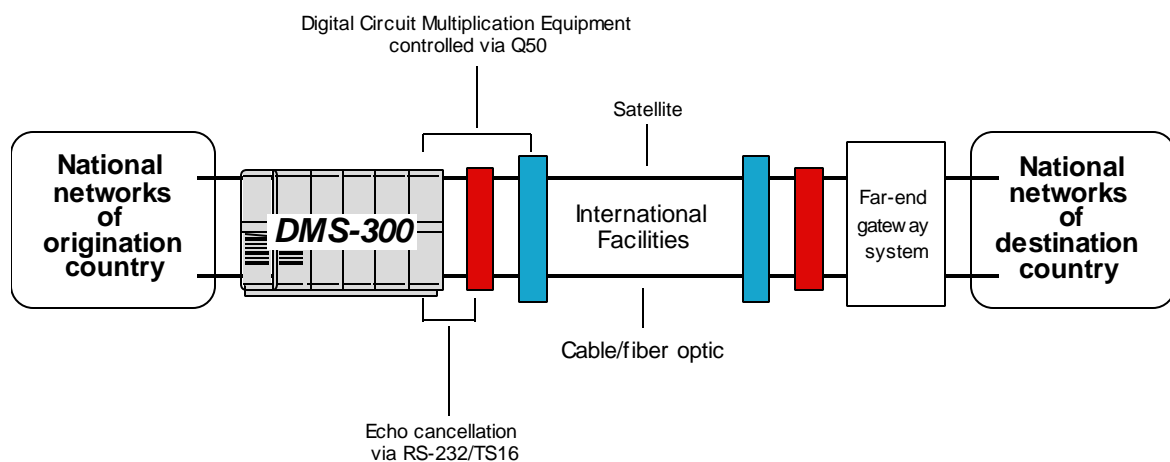 Digital Circuit Multiplication Equipment
controlled via Q50
Satellite
National
networks
of
origination
country
DMS-300
International
Facilities
Far-end
gateway
system
National
networks
of
destination
country
Cable/fiber optic
Echo cancellation
via RS-232/TS16